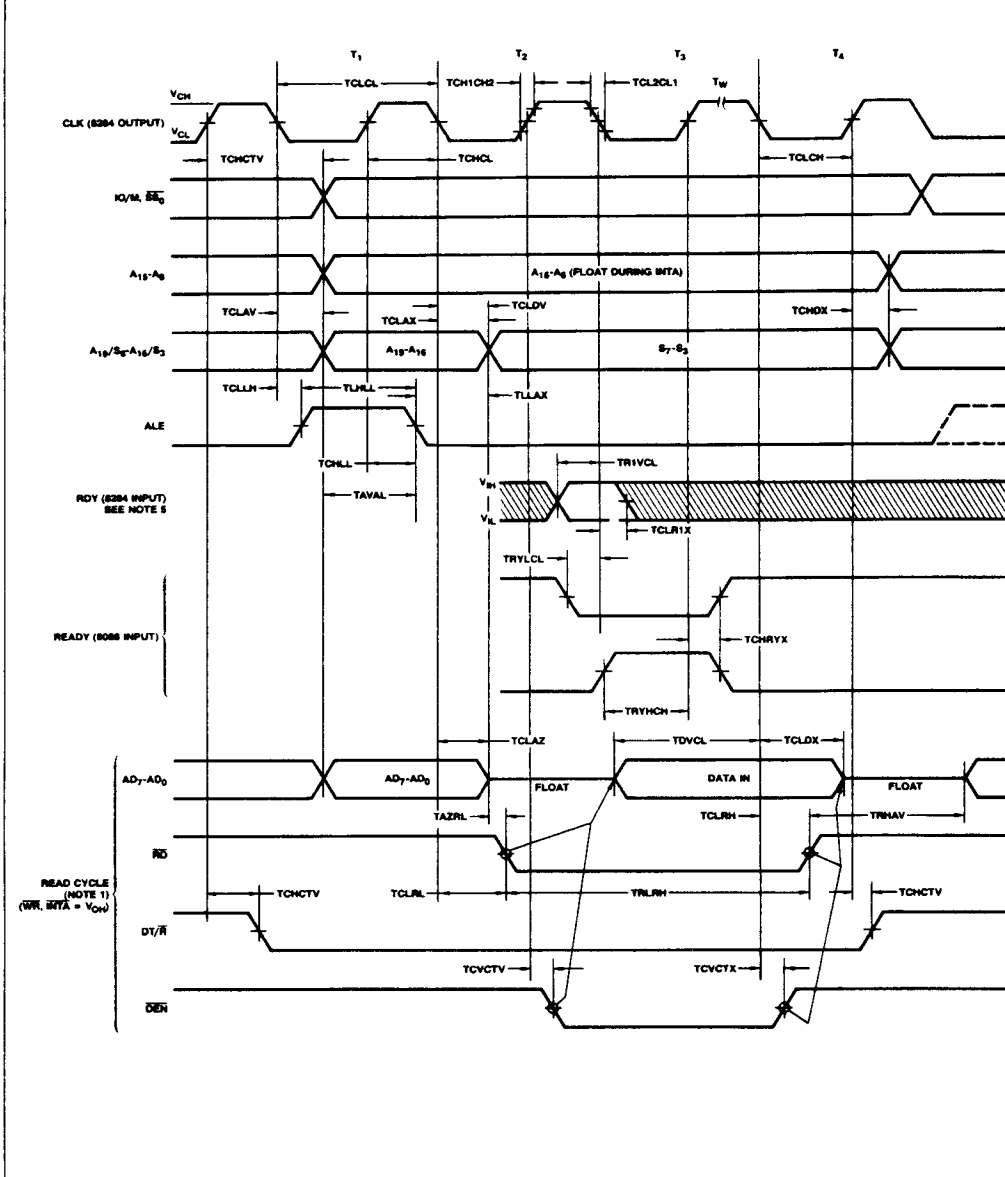 T1 T2 T3 T4
TCLCL TCH1CH2 TCL2CL1 TW
VCH
CLK (8284 OUTPUT)
VCL
TCHCTV TCHCL TCLCH
IO/M, SS0
A15-A8 A15-A8 (FLOAT DURING INTA)
TCLAV TCLAX TCLDV TCHDX
A19/S6-A16/S3 A19-A16 S7-S3
TCLLH TLHLL TLLAX
ALE
TCHLL TR1VCL
TAVAL
VIH
RDY (8284 INPUT)
SEE NOTE 5
VIL
TCLR1X
TRYLCL
READY (8088 INPUT) TCHRYX
TRYHCH
TCLAZ TDVCL TCLDX
AD7-AD0 AD7-AD0 FLOAT DATA IN FLOAT
TAZRL TCLRH TRHAV
RD
READ CYCLE
(NOTE 1)
(WR, INTA = VOH)
TCHCTV TCLRL TRLRH TCHCTV
DT/R
TCVCTV TCVCTX
DEN